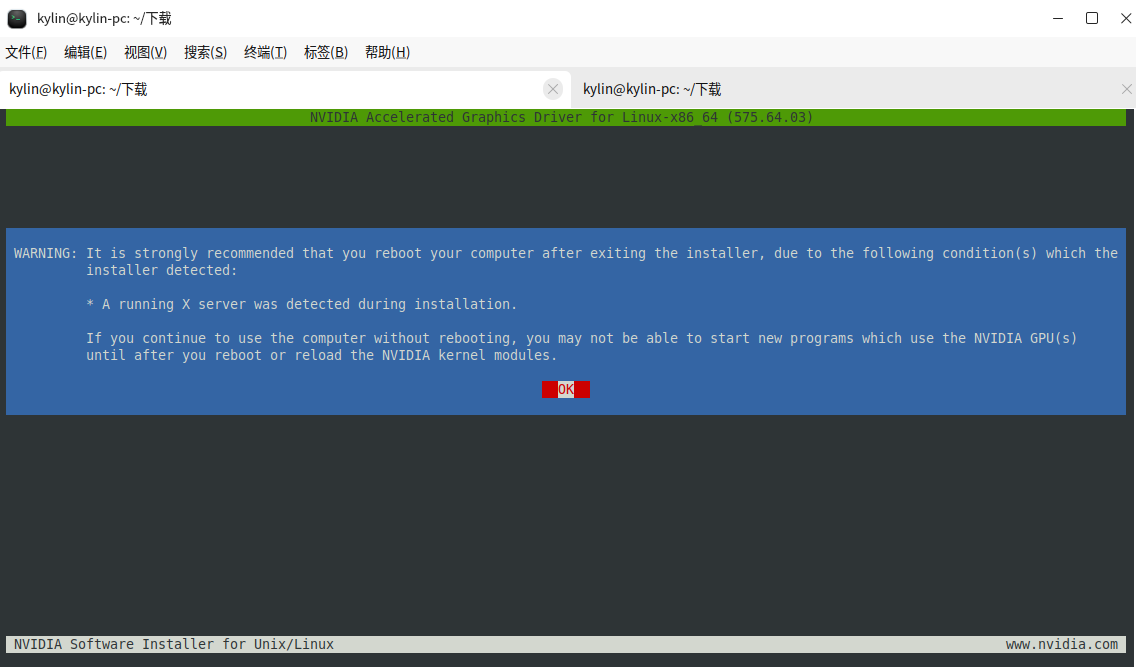 kylin@kylin-pc: ~/下载
文件(F) 编辑(E) 视图(V) 搜索(S) 终端(T) 标签(B) 帮助(H)
kylin@kylin-pc: ~/下载 kylin@kylin-pc: ~/下载
NVIDIA Accelerated Graphics Driver for Linux-x86_64 (575.64.03)
WARNING: It is strongly recommended that you reboot your computer after exiting the installer, due to the following condition(s) which the
installer detected:
* A running X server was detected during installation.
If you continue to use the computer without rebooting, you may not be able to start new programs which use the NVIDIA GPU(s)
until after you reboot or reload the NVIDIA kernel modules.
OK
NVIDIA Software Installer for Unix/Linux www.nvidia.com